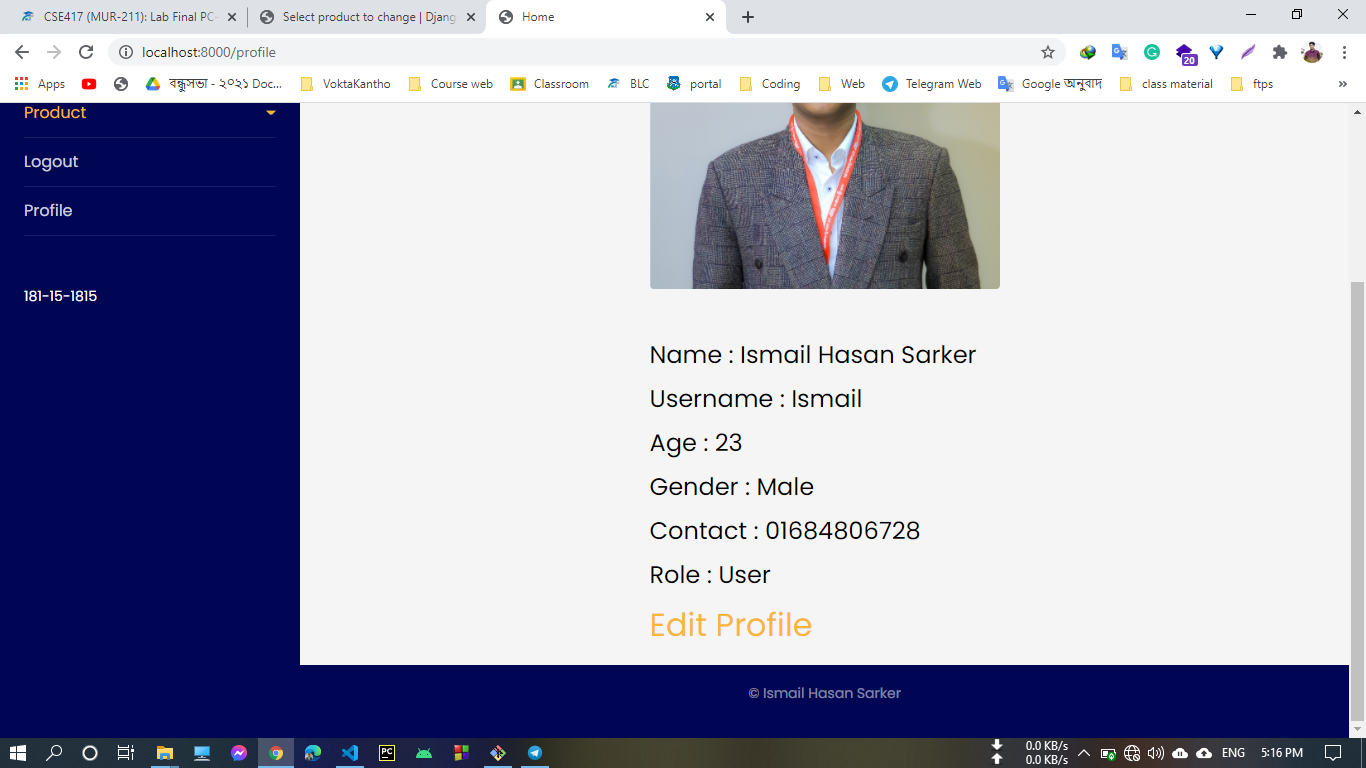 CSE417 (MUR-211): Lab Final PC-
Select product to change | Djang
Home
localhost:8000/profile
20
Apps
বন্ধুসভা - ২০২১ Doc...
VoktaKantho
Course web
Classroom
BLC
portal
Coding
Web
Telegram Web
Google অনুবাদ
class material
ftps
»
Product
Logout
Profile
181-15-1815
Name : Ismail Hasan Sarker
Username : Ismail
Age : 23
Gender : Male
Contact : 01684806728
Role : User
Edit Profile
© Ismail Hasan Sarker
PC
0.0 KB/s
0.0 KB/s
ENG
5:16 PM